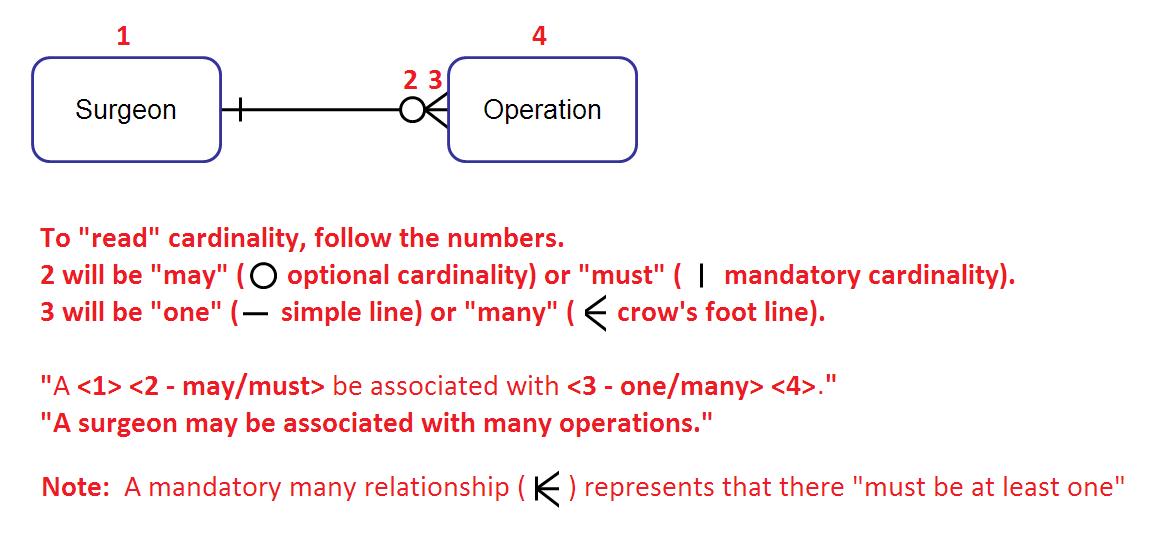 1 4
2 3
Surgeon Operation
To "read" cardinality, follow the numbers.
2 will be "may" ( optional cardinality) or "must" ( mandatory cardinality).
3 will be "one" ( simple line) or "many" ( crow's foot line).
"A <1> <2 - may/must> be associated with <3 - one/many> <4>."
"A surgeon may be associated with many operations."
Note: A mandatory many relationship ( ) represents that there "must be at least one"